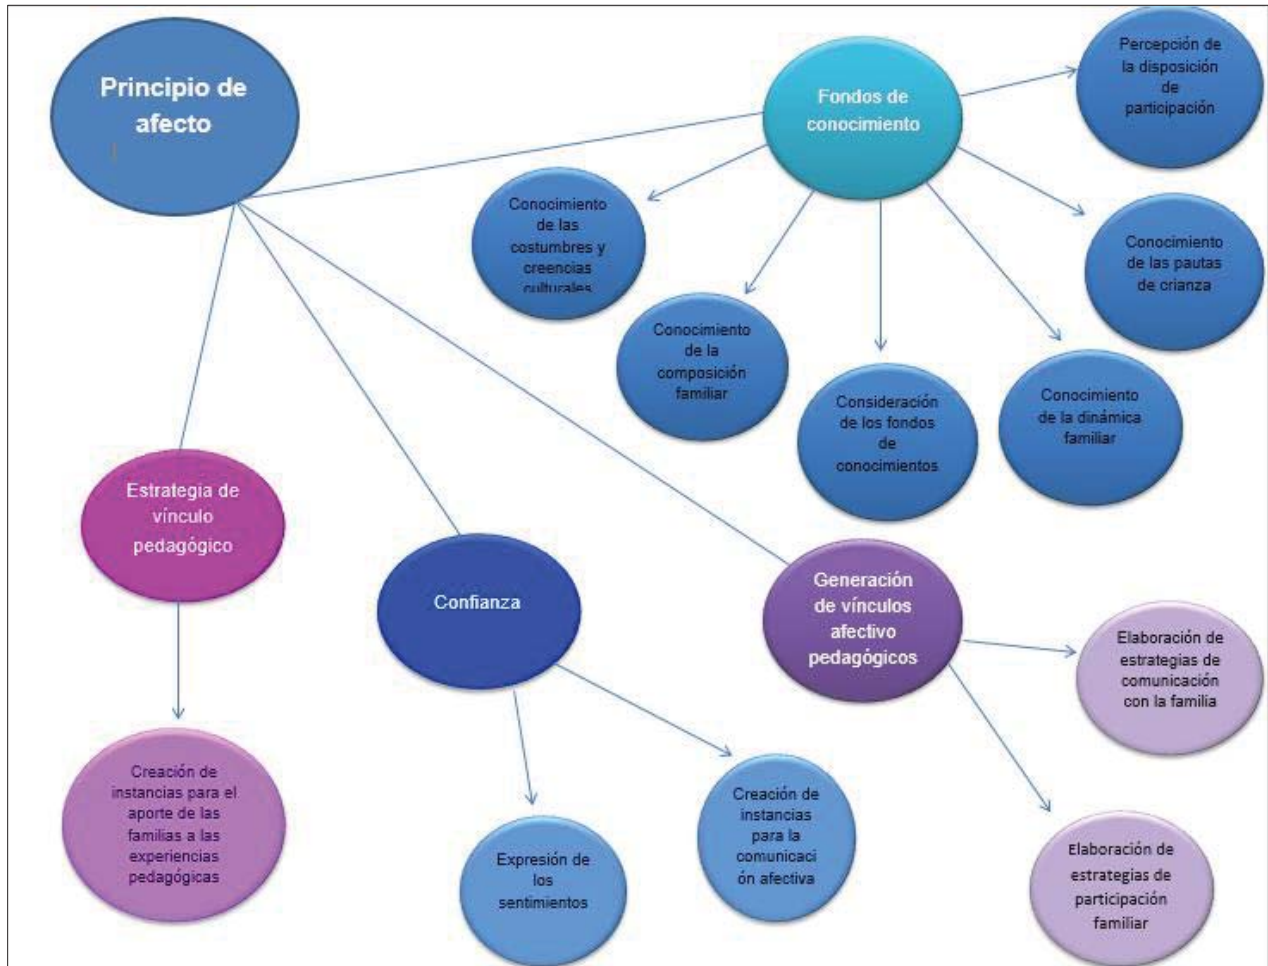 Principio de
afecto
Fondos de
conocimiento
Percepción de
la disposición
de
participación
Conocimiento
de las
costumbres y
creencias
culturales
Conocimiento
de las pautas
de crianza
Conocimiento
de la
composición
familiar
Consideración
de los fondos
de
conocimientos
Conocimiento
de la dinámica
familiar
Estrategia de
vínculo
pedagógico
Confianza
Generación
de vínculos
afectivo
pedagógicos
Elaboración de
estrategias de
comunicación
con la familia
Creación de
instancias para el
aporte de las
familias a las
experiencias
pedagógicas
Expresión de
los
sentimientos
Creación de
instancias
para la
comunicaci
ón afectiva
Elaboración de
estrategias de
participación
familiar